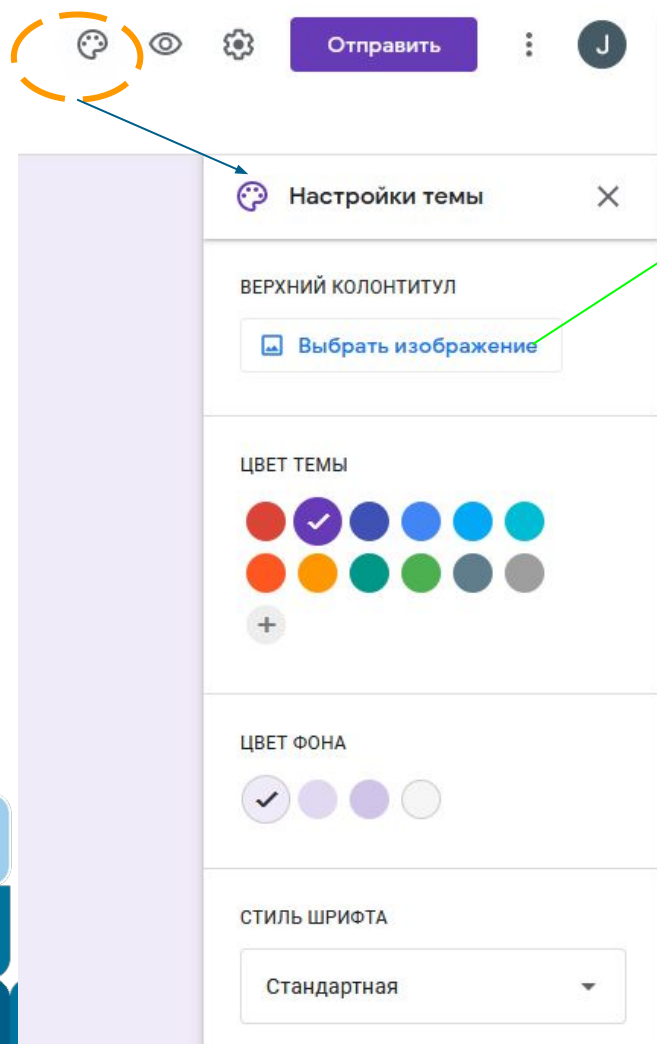 Отправить
J
Настройки темы
ВЕРХНИЙ КОЛОНТИТУЛ
Выбрать изображение
ЦВЕТ ТЕМЫ
ЦВЕТ ФОНА
СТИЛЬ ШРИФТА
Стандартная